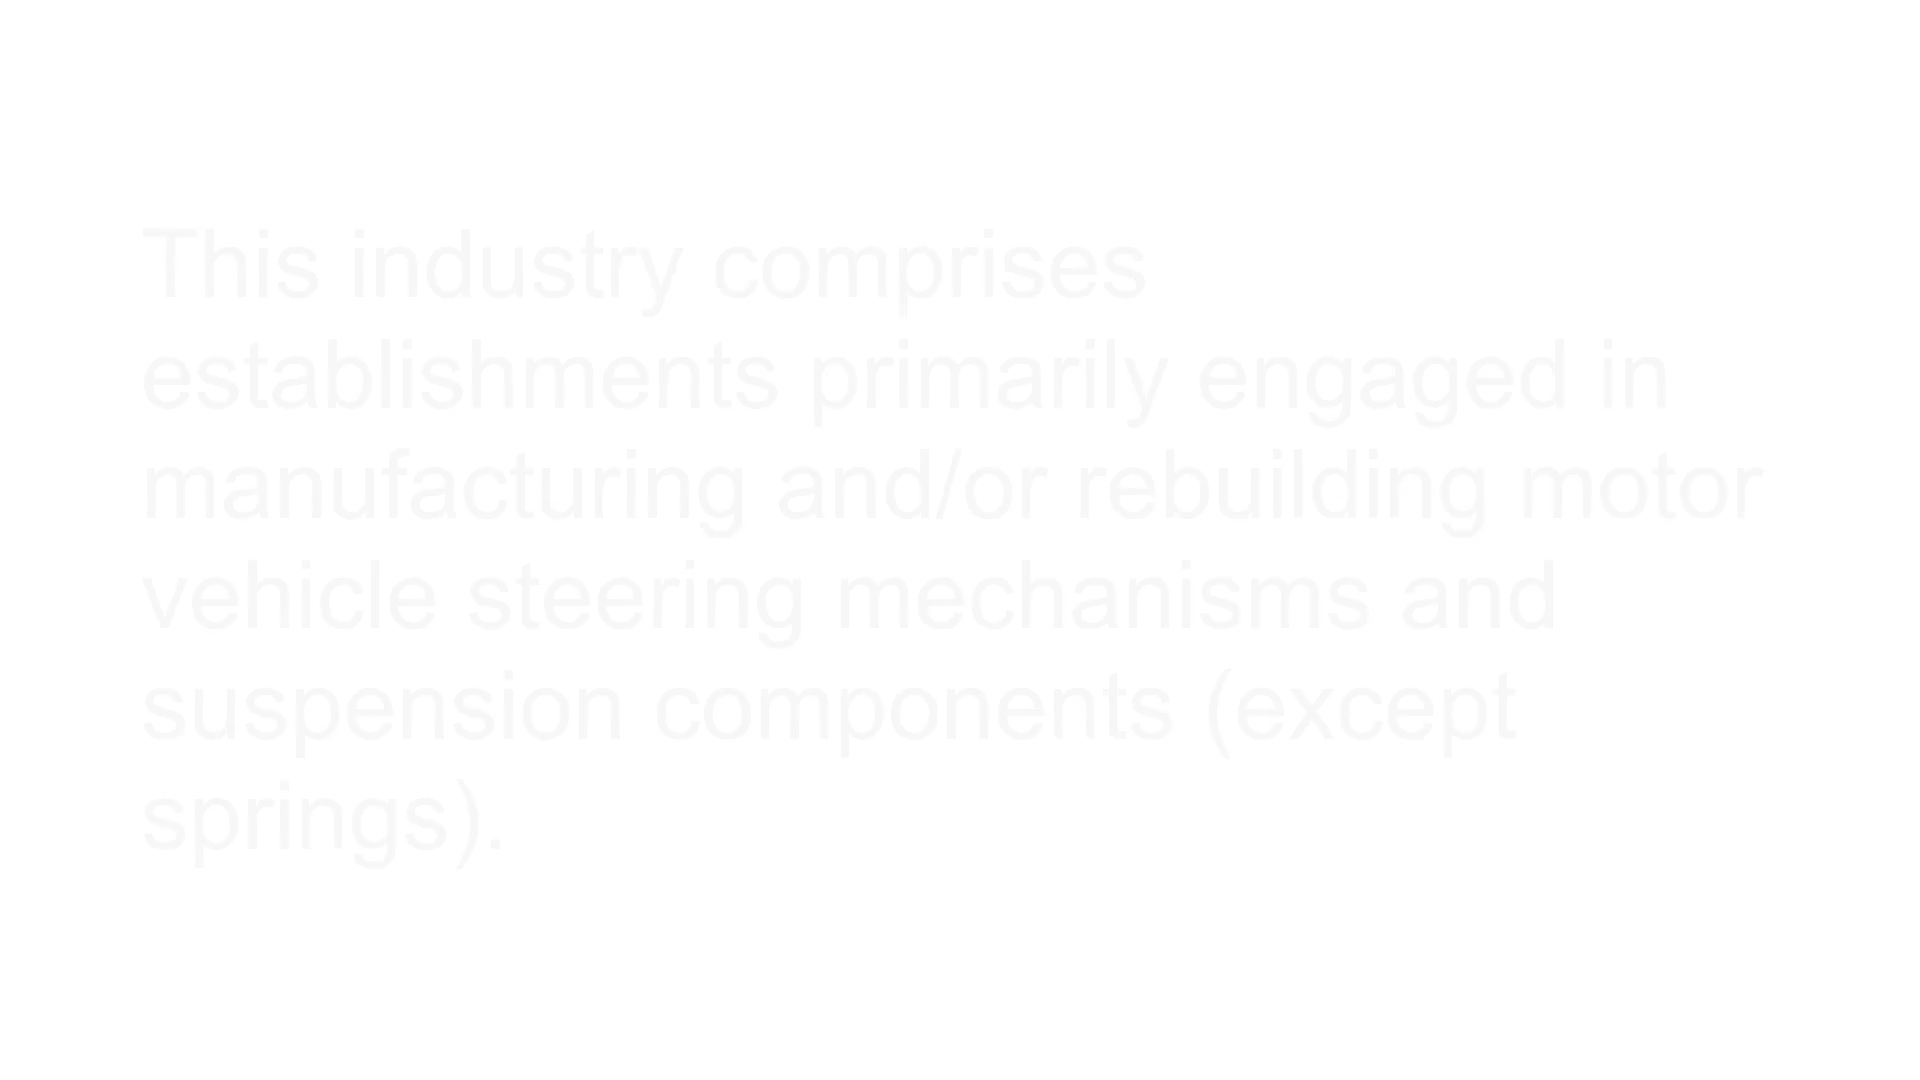 This industry comprises
establishments primarily engaged in
manufacturing and/or rebuilding motor
vehicle steering mechanisms and
suspension components (except
springs).